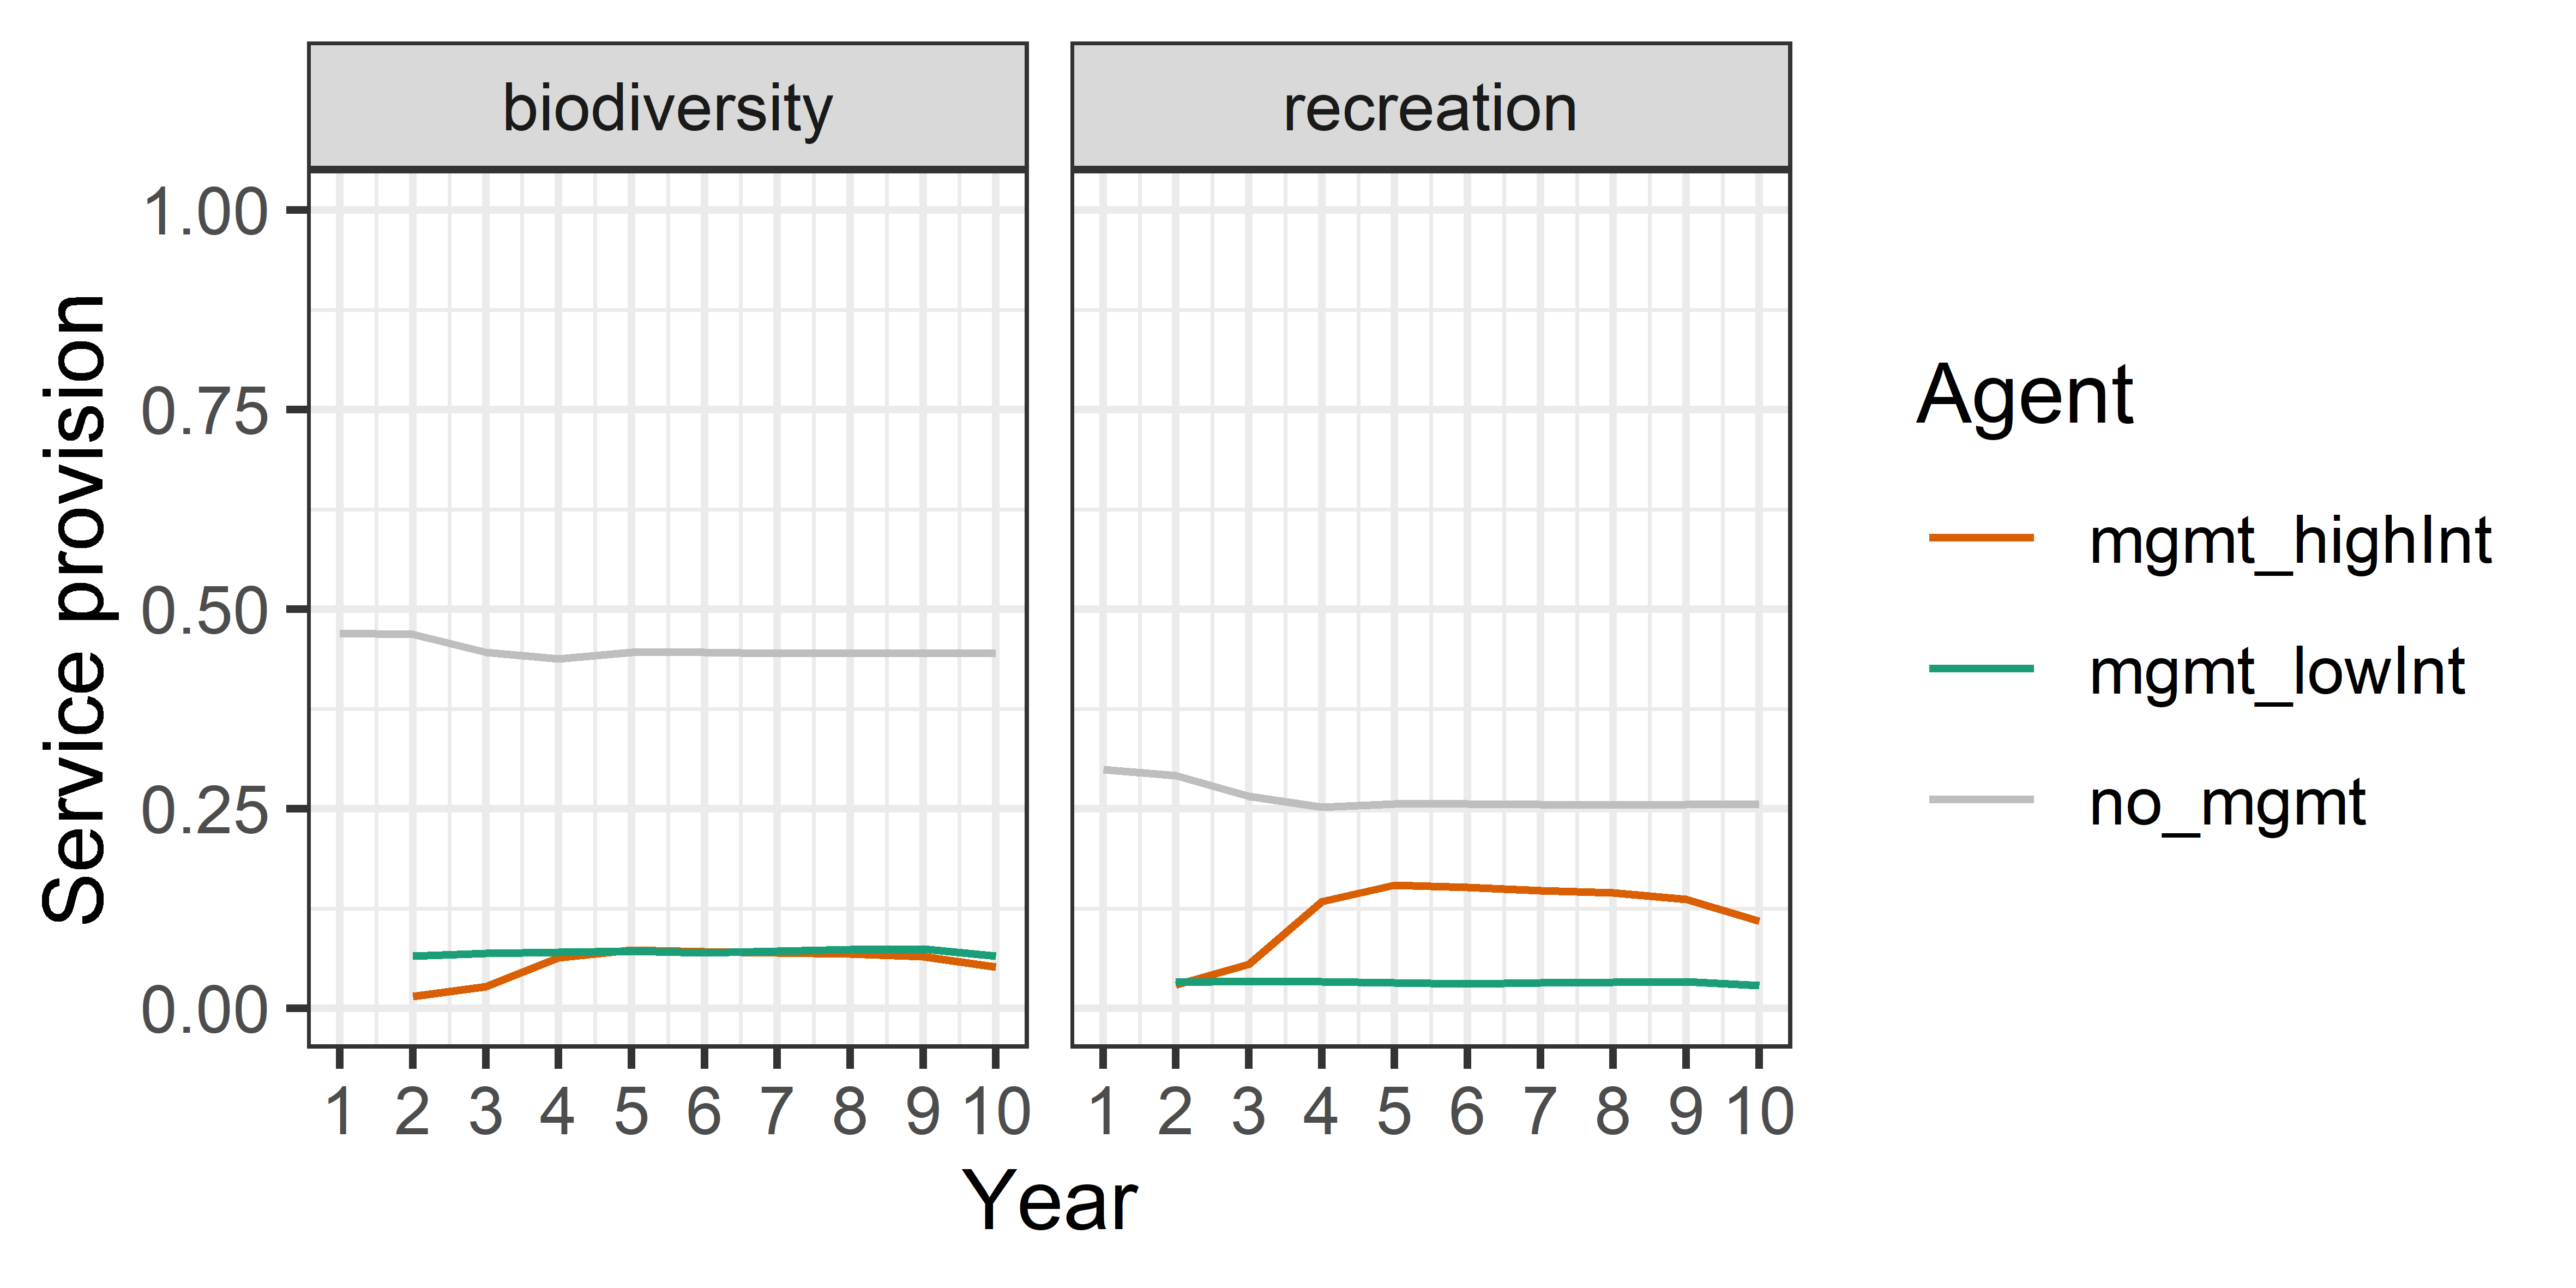 biodiversity
recreation
Service provision
1.00
0.75
0.50
0.25
0.00
1 2 3 4 5 6 7 8 9 10
1 2 3 4 5 6 7 8 9 10
Year
Agent
mgmt_highInt
mgmt_lowInt
no_mgmt